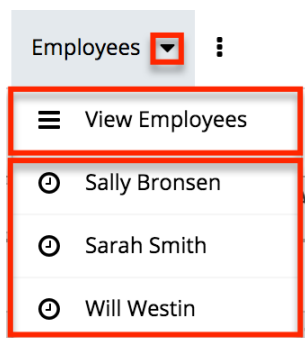 Employees
View Employees
Sally Bronsen
Sarah Smith
Will Westin